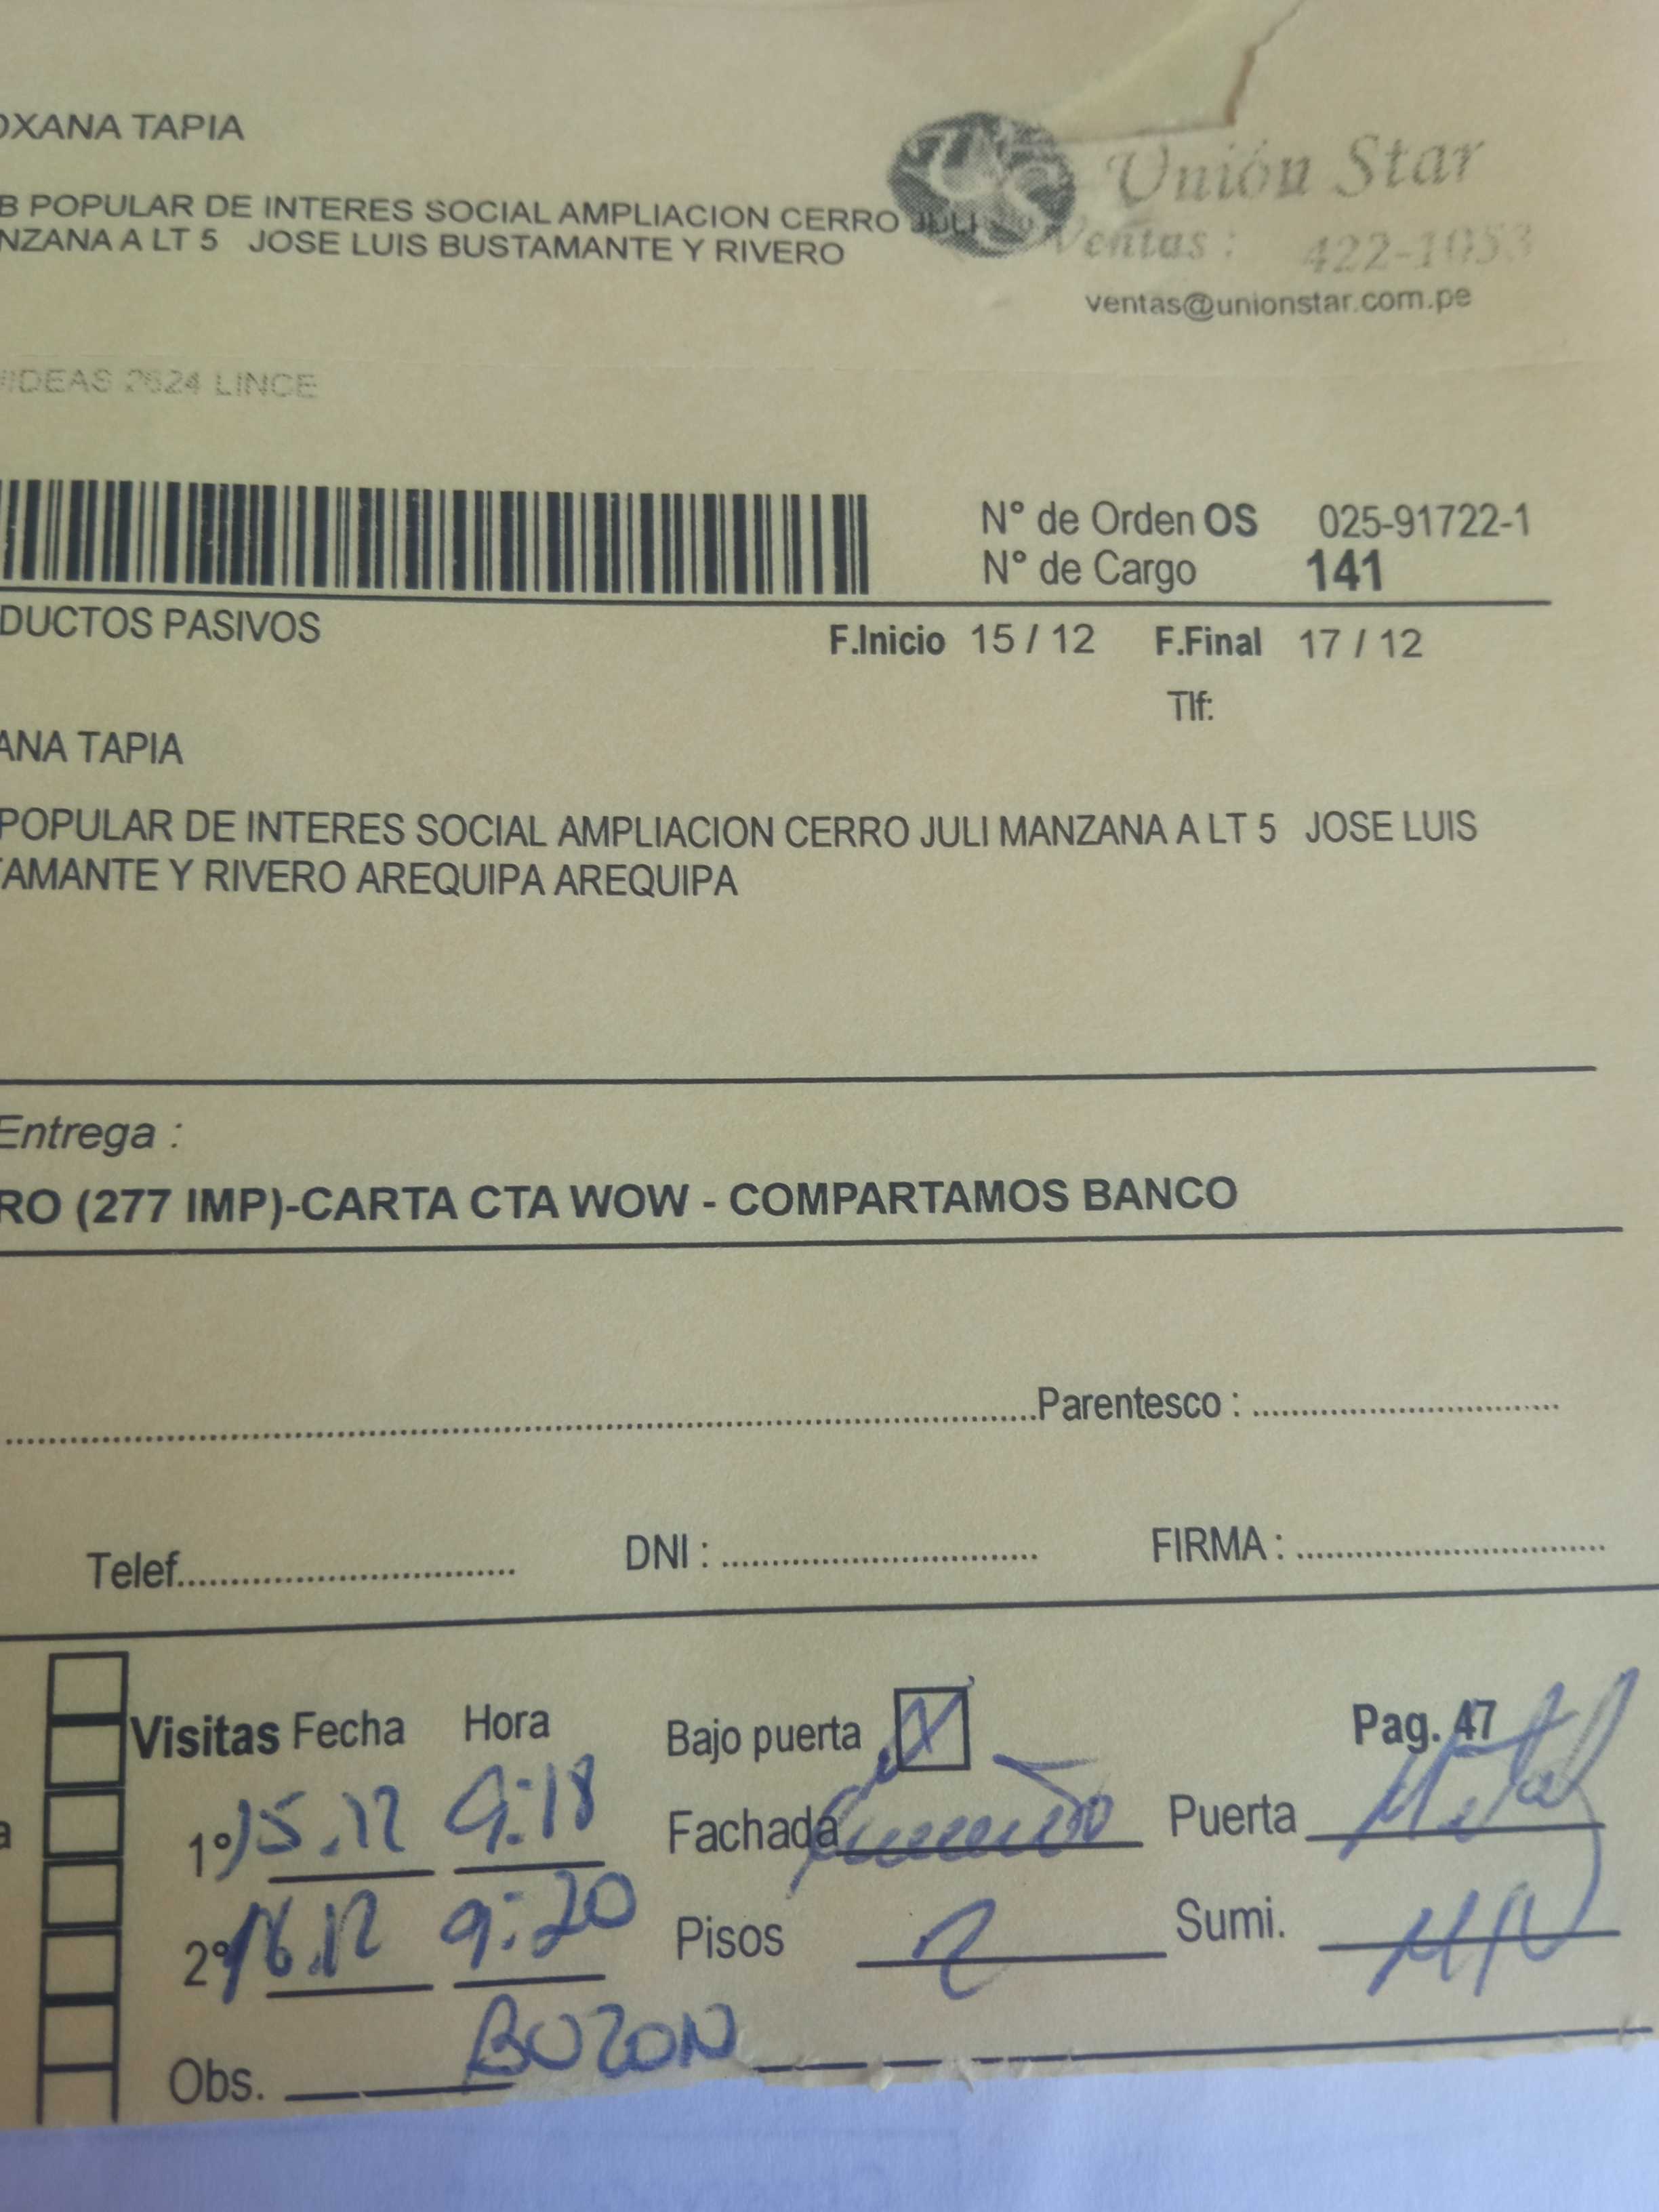 OXANA TAPIA
Unión Star
B POPULAR DE INTERES SOCIAL AMPLIACION CERRO JULI
NZANA A LT 5 JOSE LUIS BUSTAMANTE Y RIVERO
Ventas : 422-1053
ventas@unionstar.com.pe
IDEAS 2624 LINCE
N° de Orden OS 025-91722-1
N° de Cargo 141
DUCTOS PASIVOS F.Inicio 15 / 12 F.Final 17 / 12
Tlf:
ANA TAPIA
POPULAR DE INTERES SOCIAL AMPLIACION CERRO JULI MANZANA A LT 5 JOSE LUIS
TAMANTE Y RIVERO AREQUIPA AREQUIPA
Entrega :
RO (277 IMP)-CARTA CTA WOW - COMPARTAMOS BANCO
Parentesco :
Telef. DNI : FIRMA :
Visitas Fecha Hora Bajo puerta X Pag. 47
a 1º) 15.12 9:18 Fachada Puerta Metal
2º) 16.12 9:20 Pisos 2 Sumi.
Obs. BUZON